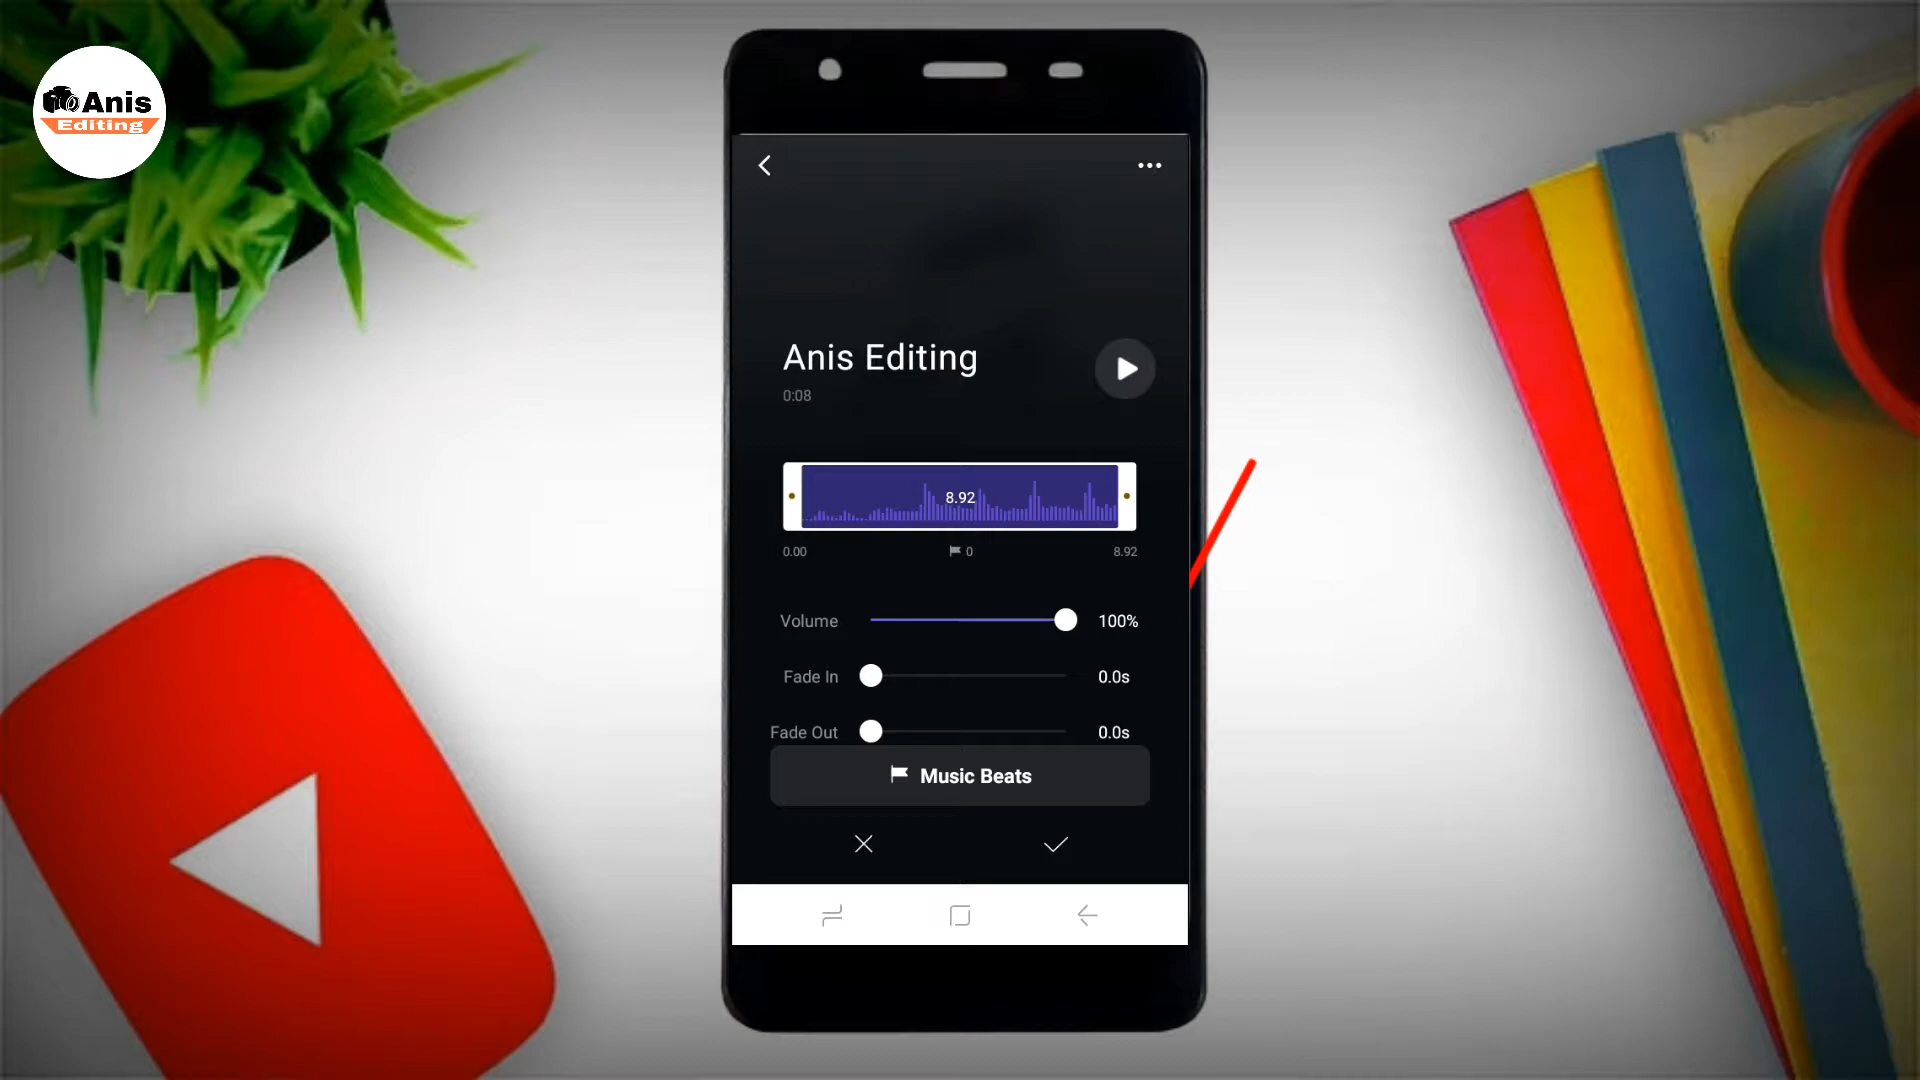 Anis
Editing
Anis Editing
0:08
8.92
0.00
0
8.92
Volume
100%
Fade In
0.0s
Fade Out
0.0s
Music Beats